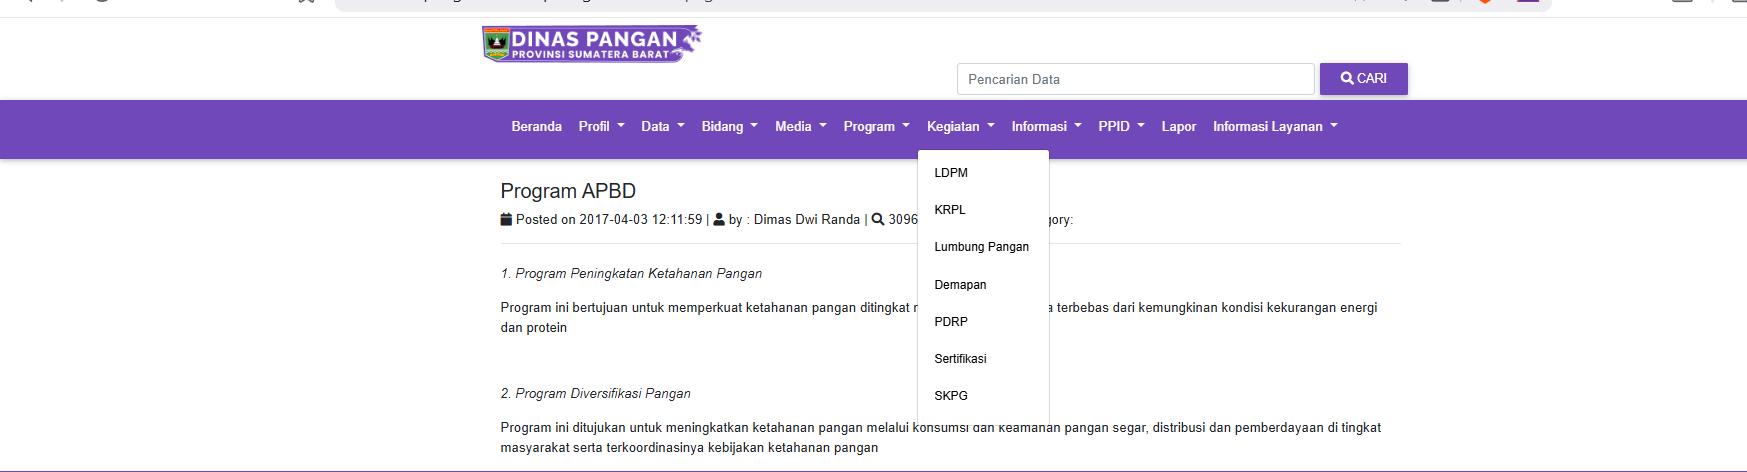 DINAS PANGAN
PROVINSI SUMATERA BARAT
Pencarian Data
CARI
Beranda Profil Data Bidang Media Program Kegiatan Informasi PPID Lapor Informasi Layanan
LDPM
KRPL
Lumbung Pangan
Demapan
PDRP
Sertifikasi
SKPG
Program APBD
Posted on 2017-04-03 12:11:59 | by : Dimas Dwi Randa | 3096
1. Program Peningkatan Ketahanan Pangan
Program ini bertujuan untuk memperkuat ketahanan pangan ditingkat terbebas dari kemungkinan kondisi kekurangan energi
dan protein
2. Program Diversifikasi Pangan
Program ini ditujukan untuk meningkatkan ketahanan pangan melalui konsumsi dan keamanan pangan segar, distribusi dan pemberdayaan di tingkat
masyarakat serta terkoordinasinya kebijakan ketahanan pangan